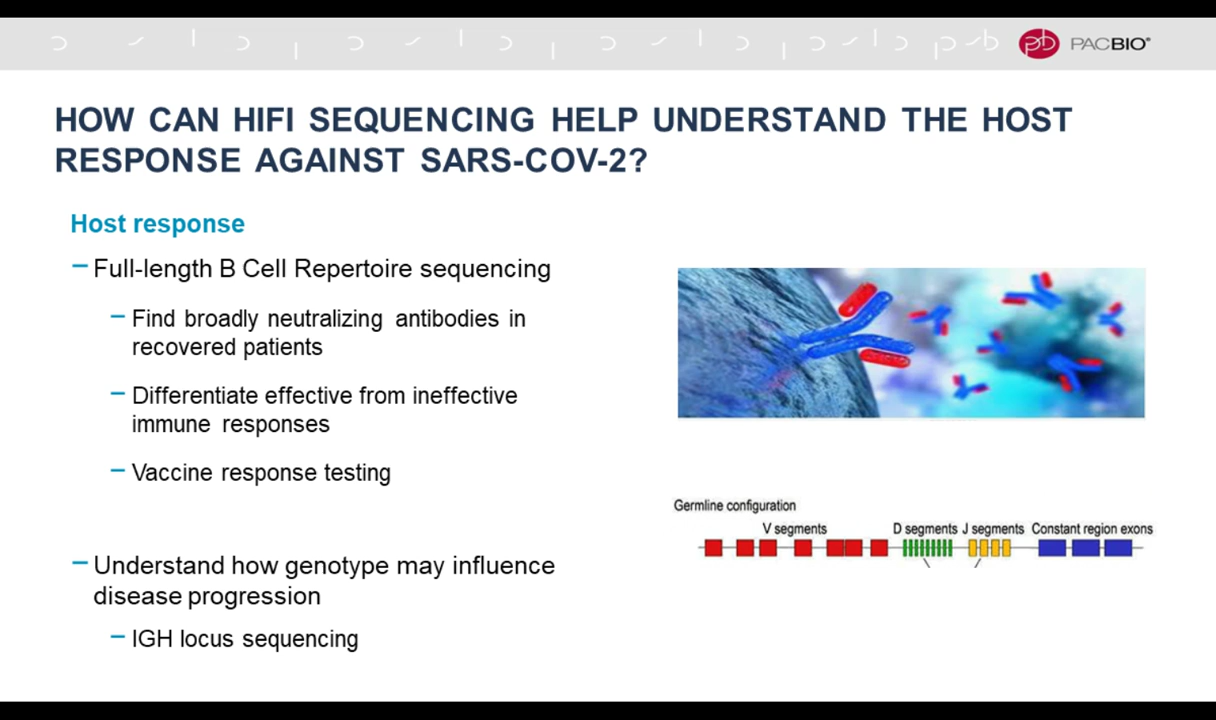 PACBIO®
HOW CAN HIFI SEQUENCING HELP UNDERSTAND THE HOST
RESPONSE AGAINST SARS-COV-2?
Host response
– Full-length B Cell Repertoire sequencing
– Find broadly neutralizing antibodies in
recovered patients
– Differentiate effective from ineffective
immune responses
– Vaccine response testing
– Understand how genotype may influence
disease progression
– IGH locus sequencing
Germline configuration
V segments D segments J segments Constant region exons